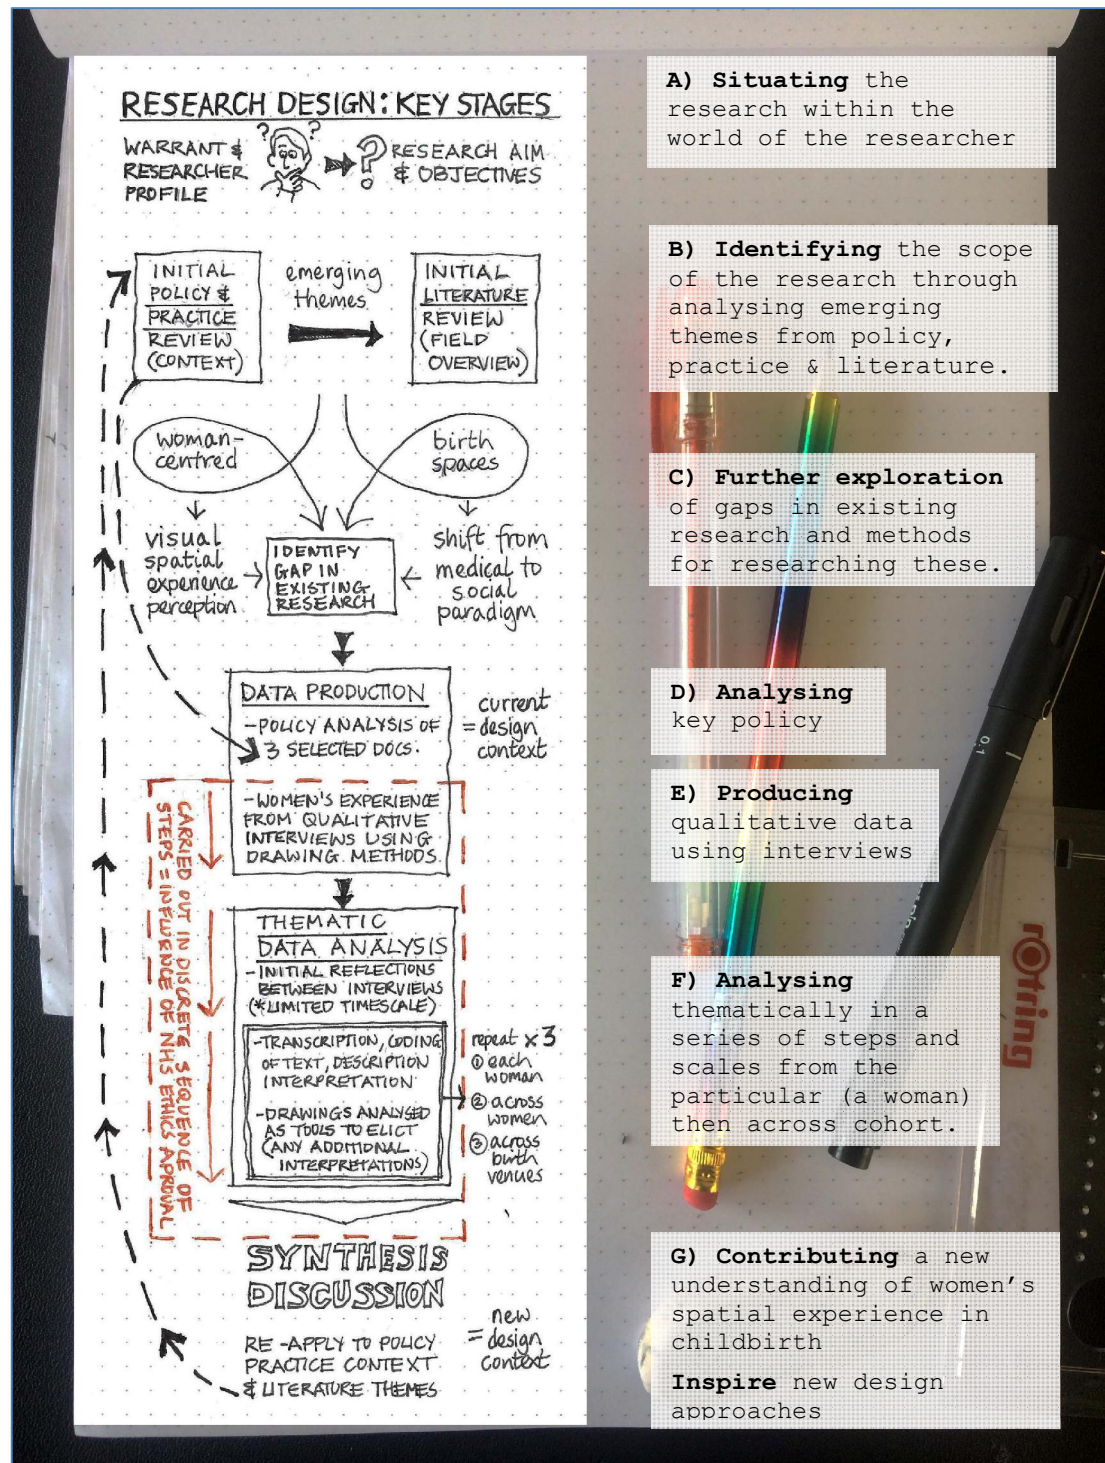 RESEARCH DESIGN: KEY STAGES
WARRANT &
RESEARCHER
PROFILE
? ?
?
RESEARCH AIM
& OBJECTIVES
INITIAL
POLICY &
PRACTICE
REVIEW
(CONTEXT)
emerging
themes
INITIAL
LITERATURE
REVIEW
(FIELD
OVERVIEW)
woman-
centred
birth
spaces
visual
spatial
experience
perception
IDENTIFY
GAP IN
EXISTING
RESEARCH
shift from
medical to
social
paradigm
DATA PRODUCTION
-POLICY ANALYSIS OF
3 SELECTED DOCS.
current
= design
context
-WOMEN'S EXPERIENCE
FROM QUALITATIVE
INTERVIEWS USING
DRAWING METHODS.
CARRIED OUT IN DISCRETE SEQUENCE OF
STEPS = INFLUENCE OF NHS ETHICS APROVAL
THEMATIC
DATA ANALYSIS
-INITIAL REFLECTIONS
BETWEEN INTERVIEWS
(*LIMITED TIMESCALE)
-TRANSCRIPTION, CODING
OF TEXT, DESCRIPTION
INTERPRETATION
-DRAWINGS ANALYSED
AS TOOLS TO ELICT
(ANY ADDITIONAL
INTERPRETATIONS)
repeat x3
① each
woman
② across
women
③ across
birth
venues
SYNTHESIS
DISCUSSION
RE-APPLY TO POLICY
PRACTICE CONTEXT
& LITERATURE THEMES
new
= design
context
A) Situating the
research within the
world of the researcher
B) Identifying the scope
of the research through
analysing emerging
themes from policy,
practice & literature.
C) Further exploration
of gaps in existing
research and methods
for researching these.
D) Analysing
key policy
E) Producing
qualitative data
using interviews
F) Analysing
thematically in a
series of steps and
scales from the
particular (a woman)
then across cohort.
G) Contributing a new
understanding of women's
spatial experience in
childbirth
Inspire new design
approaches
0.1
rotring